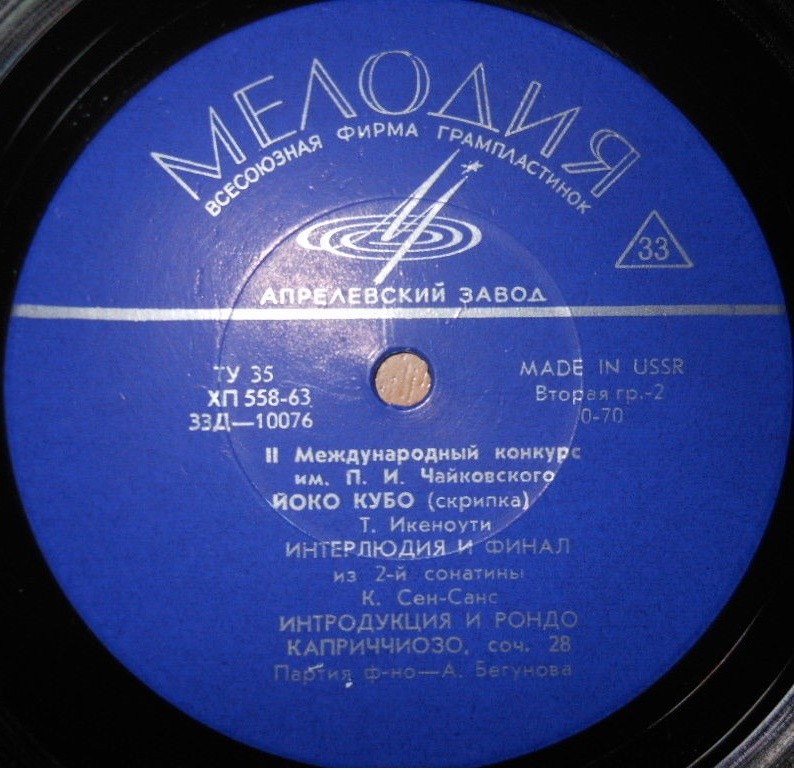 МЕЛОДИЯ
ВСЕСОЮЗНАЯ ФИРМА ГРАМПЛАСТИНОК
33
АПРЕЛЕВСКИЙ ЗАВОД
ТУ 35
ХП 558-63
33Д—10076
MADE IN USSR
Вторая гр.-2
0-70
II Международный конкурс
им. П. И. Чайковского
ЙОКО КУБО (скрипка)
Т. Икеноути
ИНТЕРЛЮДИЯ И ФИНАЛ
из 2-й сонатины
К. Сен-Санс
ИНТРОДУКЦИЯ И РОНДО
КАПРИЧЧИОЗО, соч. 28
Партия ф-но—А. Бегунова